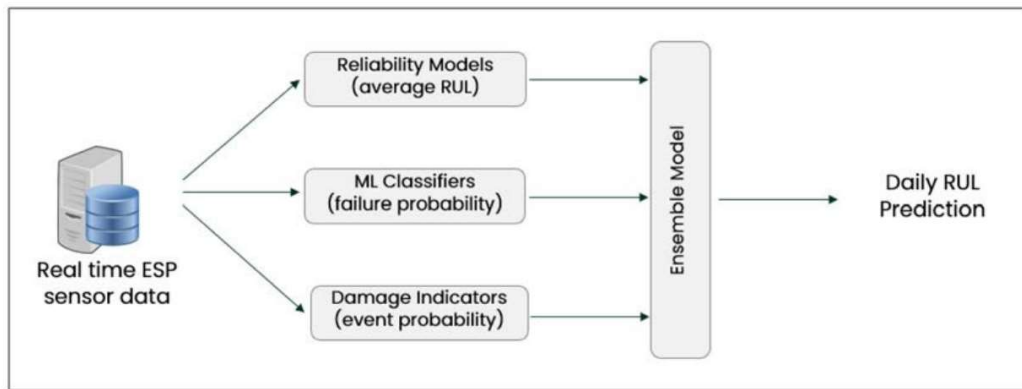 Reliability Models
(average RUL)
ML Classifiers
(failure probability)
Damage Indicators
(event probability)
Real time ESP
sensor data
Ensemble Model
Daily RUL
Prediction